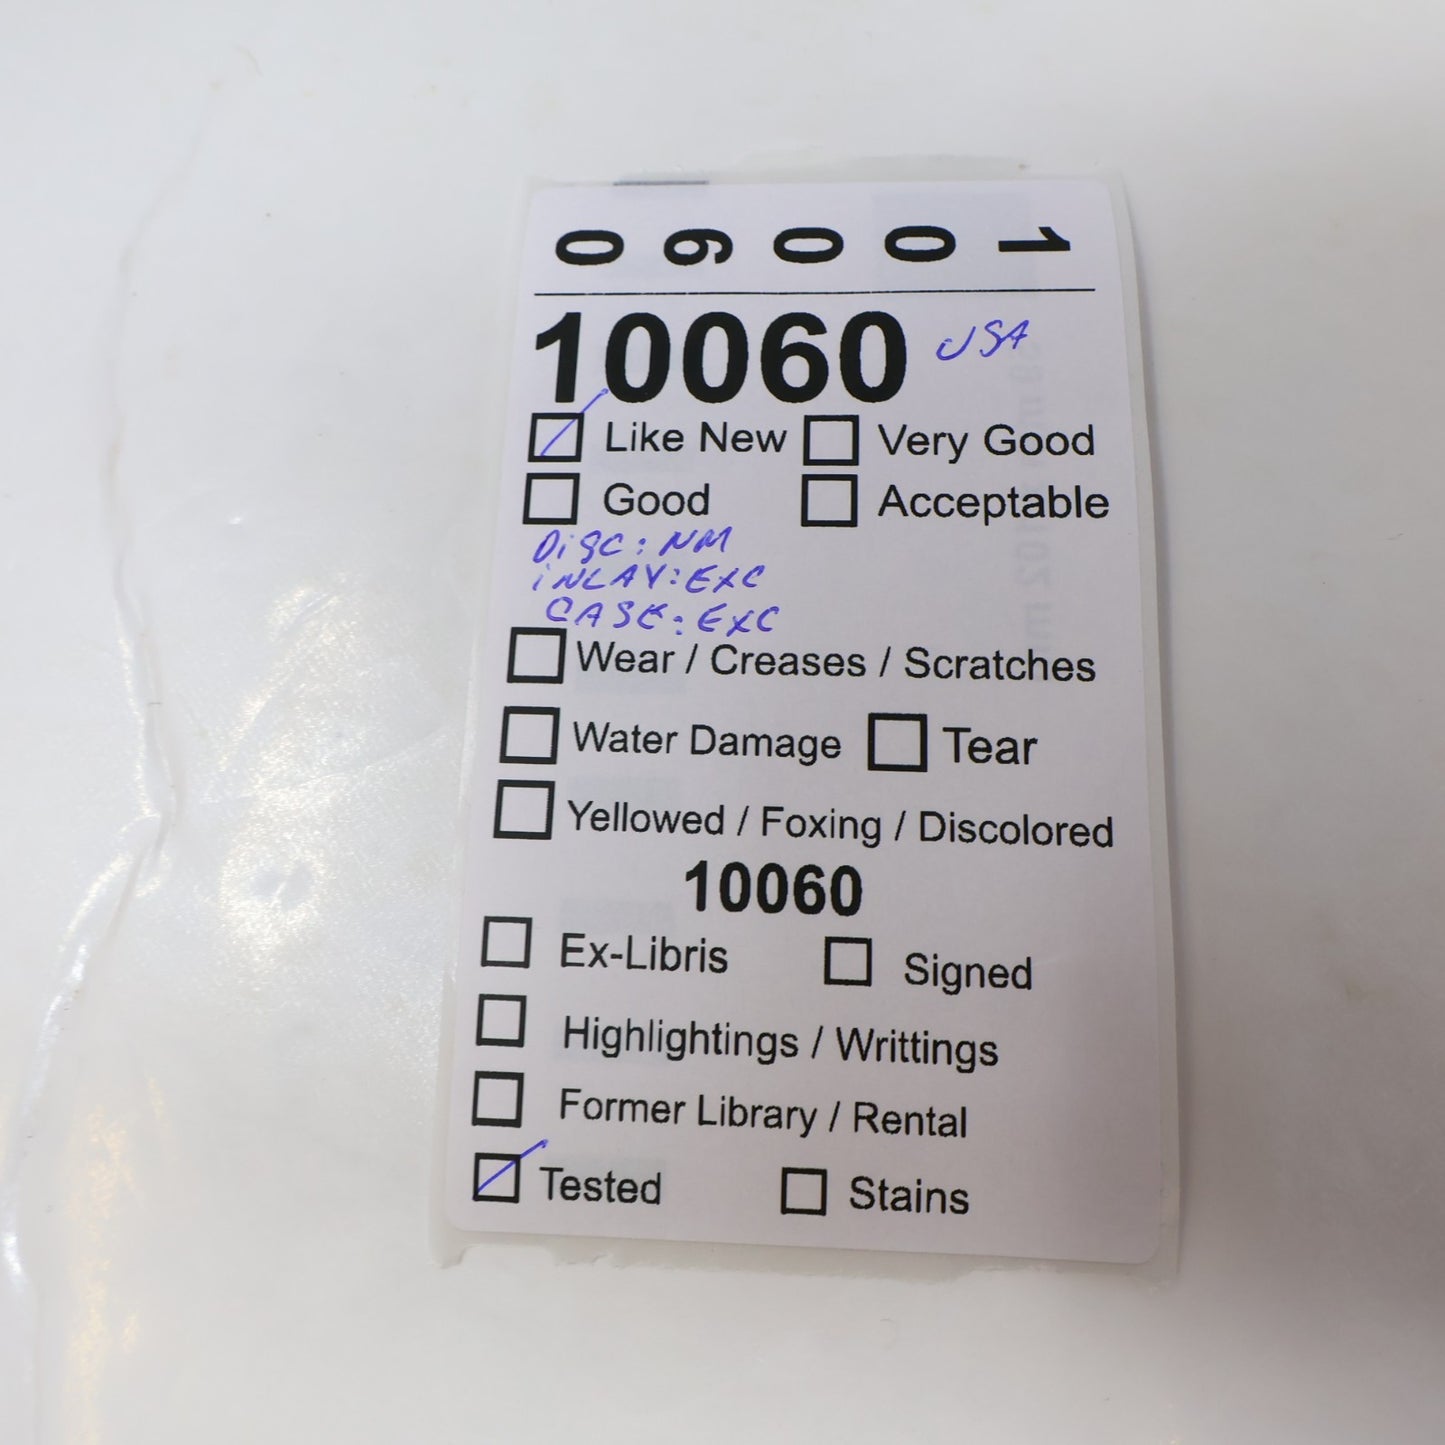 10060
10060 USA
Like New Very Good
Good Acceptable
DISC: NM
INLAY: EXC
CASE: EXC
Wear / Creases / Scratches
Water Damage Tear
Yellowed / Foxing / Discolored
10060
Ex-Libris Signed
Highlightings / Writtings
Former Library / Rental
Tested Stains